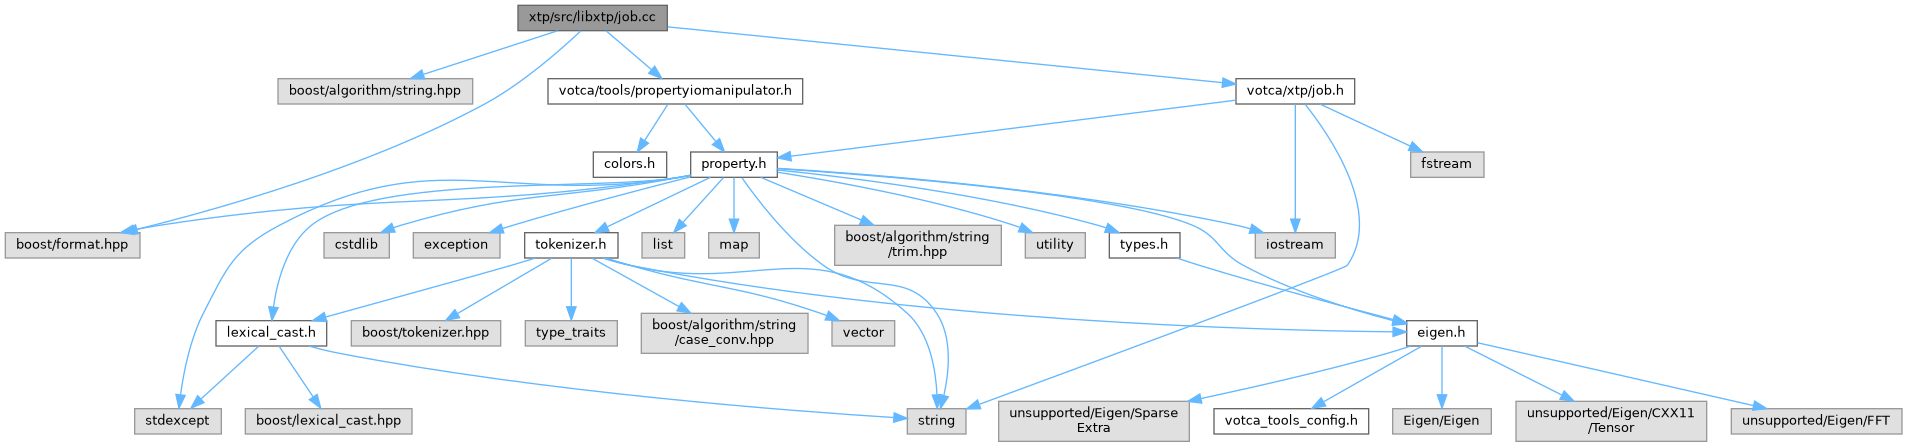 xtp/src/libxtp/job.cc
boost/algorithm/string.hpp
votca/tools/propertyiomanipulator.h
votca/xtp/job.h
colors.h
property.h
fstream
boost/format.hpp
cstdlib
exception
tokenizer.h
list
map
boost/algorithm/string
/trim.hpp
utility
types.h
iostream
lexical_cast.h
boost/tokenizer.hpp
type_traits
boost/algorithm/string
/case_conv.hpp
vector
eigen.h
stdexcept
boost/lexical_cast.hpp
string
unsupported/Eigen/Sparse
Extra
votca_tools_config.h
Eigen/Eigen
unsupported/Eigen/CXX11
/Tensor
unsupported/Eigen/FFT